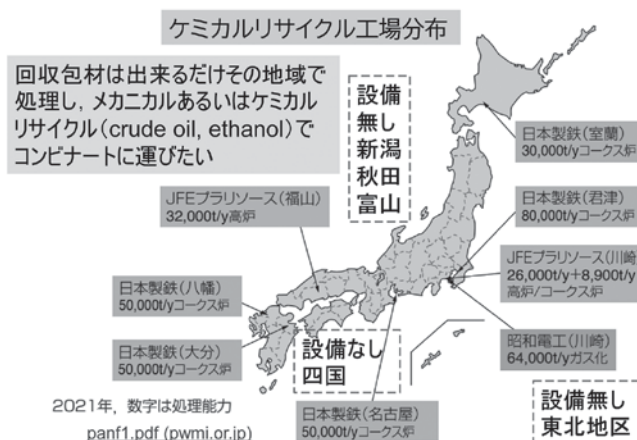 ケミカルリサイクル工場分布
回収包材は出来るだけその地域で
処理し，メカニカルあるいはケミカル
リサイクル（crude oil, ethanol）で
コンビナートに運びたい
設備
無し
新潟
秋田
富山
日本製鉄（室蘭）
30,000t/yコークス炉
JFEプラリソース（福山）
32,000t/y高炉
日本製鉄（君津）
80,000t/yコークス炉
JFEプラリソース（川崎
26,000t/y＋8,900t/y
高炉/コークス炉
日本製鉄（八幡）
50,000t/yコークス炉
昭和電工（川崎）
64,000t/yガス化
日本製鉄（大分）
50,000t/yコークス炉
設備なし
四国
設備無し
東北地区
日本製鉄（名古屋）
50,000t/yコークス炉
2021年，数字は処理能力
panf1.pdf (pwmi.or.jp)